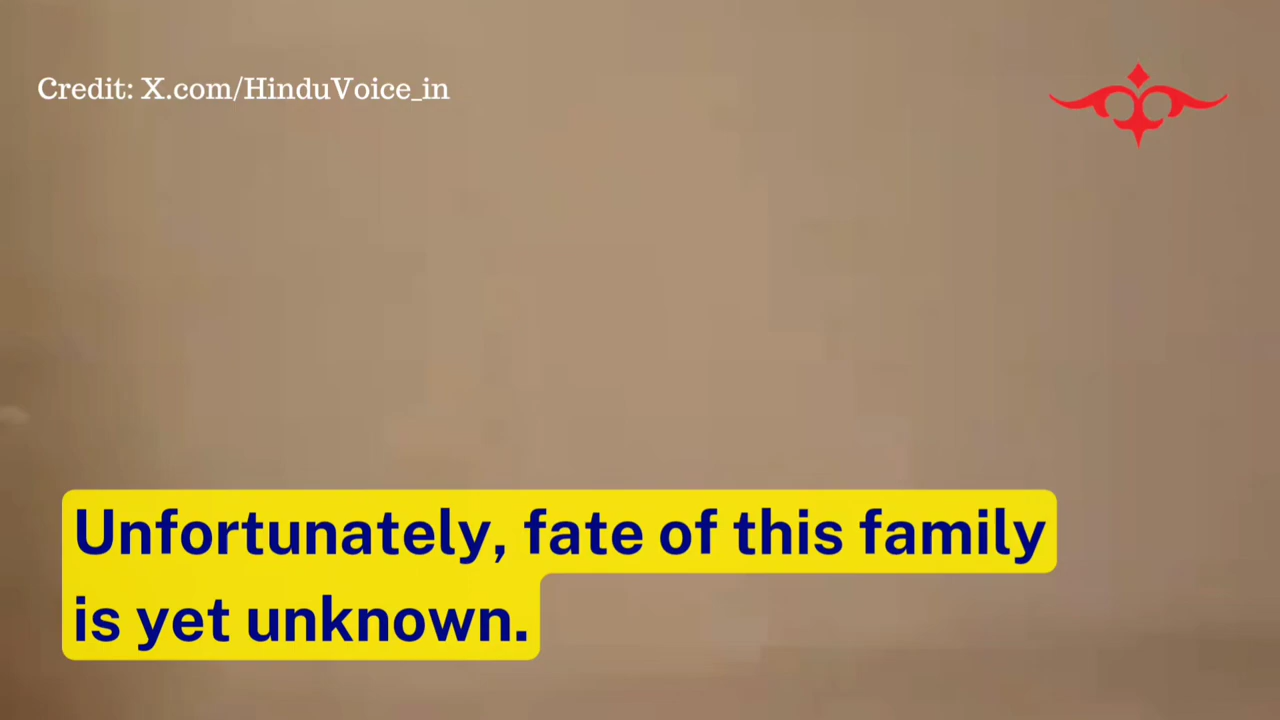 Credit: X.com/HinduVoice_in
Unfortunately, fate of this family
is yet unknown.